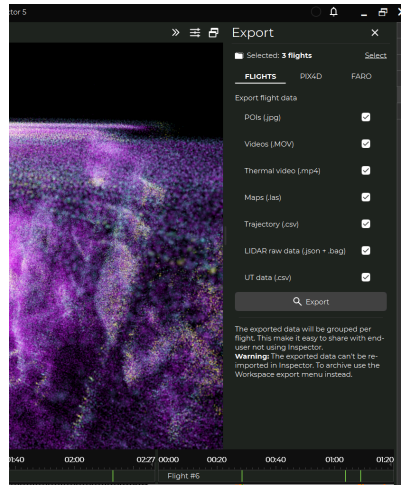 ctor 5
Export
Selected: 3 flights Select
FLIGHTS PIX4D FARO
Export flight data
POIs (.jpg)
Videos (.MOV)
Thermal video (.mp4)
Maps (.las)
Trajectory (.csv)
LIDAR raw data (.json + .bag)
UT data (.csv)
Export
The exported data will be grouped per
flight. This make it easy to share with end-
user not using Inspector.
Warning: The exported data can't be re-
imported in Inspector. To archive use the
Workspace export menu instead.
01:40 02:00 02:27 00:00 00:20 00:40 01:00 01:20
Flight #6